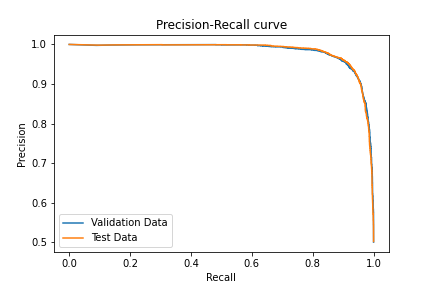 Precision-Recall curve
1.0
0.9
0.8
0.7
0.6
0.5
Precision
Validation Data
Test Data
0.0 0.2 0.4 0.6 0.8 1.0
Recall